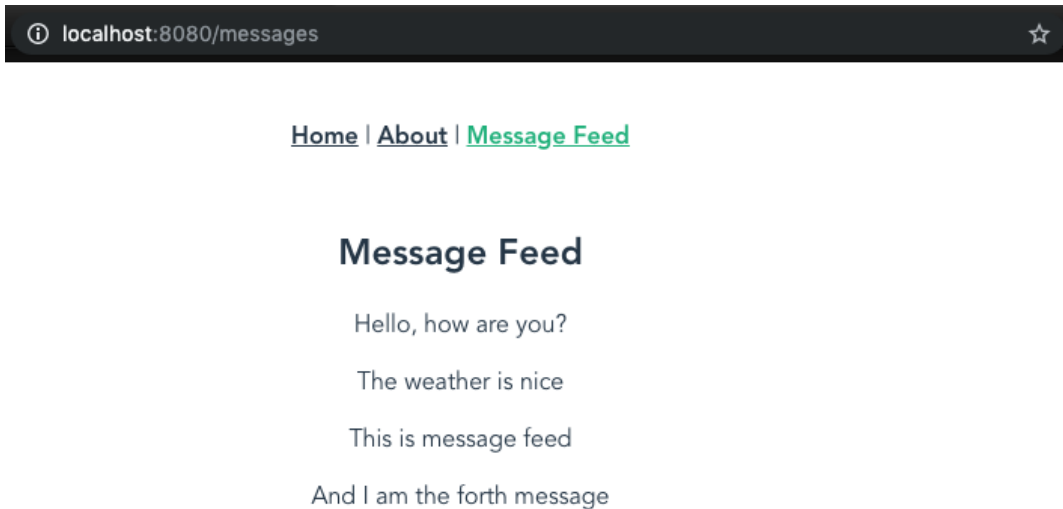 localhost:8080/messages
Home | About | Message Feed
Message Feed
Hello, how are you?
The weather is nice
This is message feed
And I am the forth message